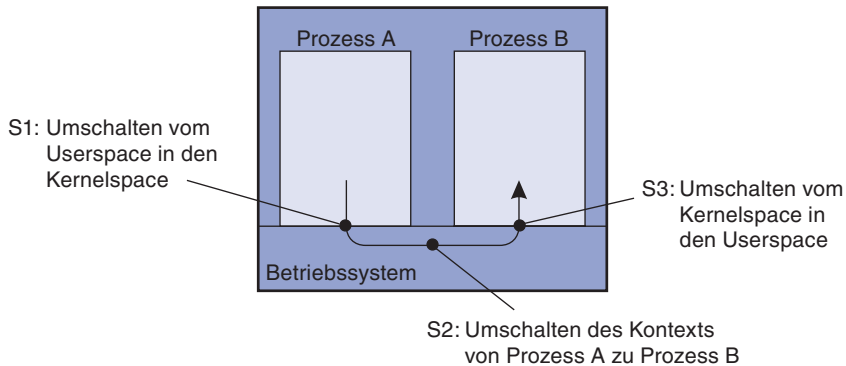 Prozess A
Prozess B
S1: Umschalten vom
Userspace in den
Kernelspace
S3: Umschalten vom
Kernelspace in
den Userspace
Betriebssystem
S2: Umschalten des Kontexts
von Prozess A zu Prozess B